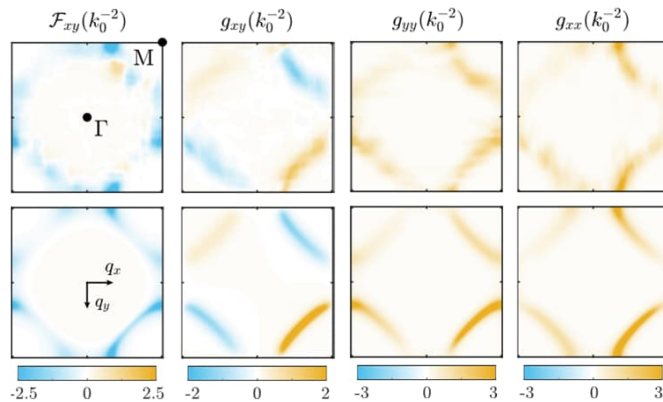 𝓕xy(k₀⁻²) gxy(k₀⁻²) gyy(k₀⁻²) gxx(k₀⁻²)
M
Γ
qx
qy
-2.5 0 2.5 -2 0 2 -3 0 3 -3 0 3